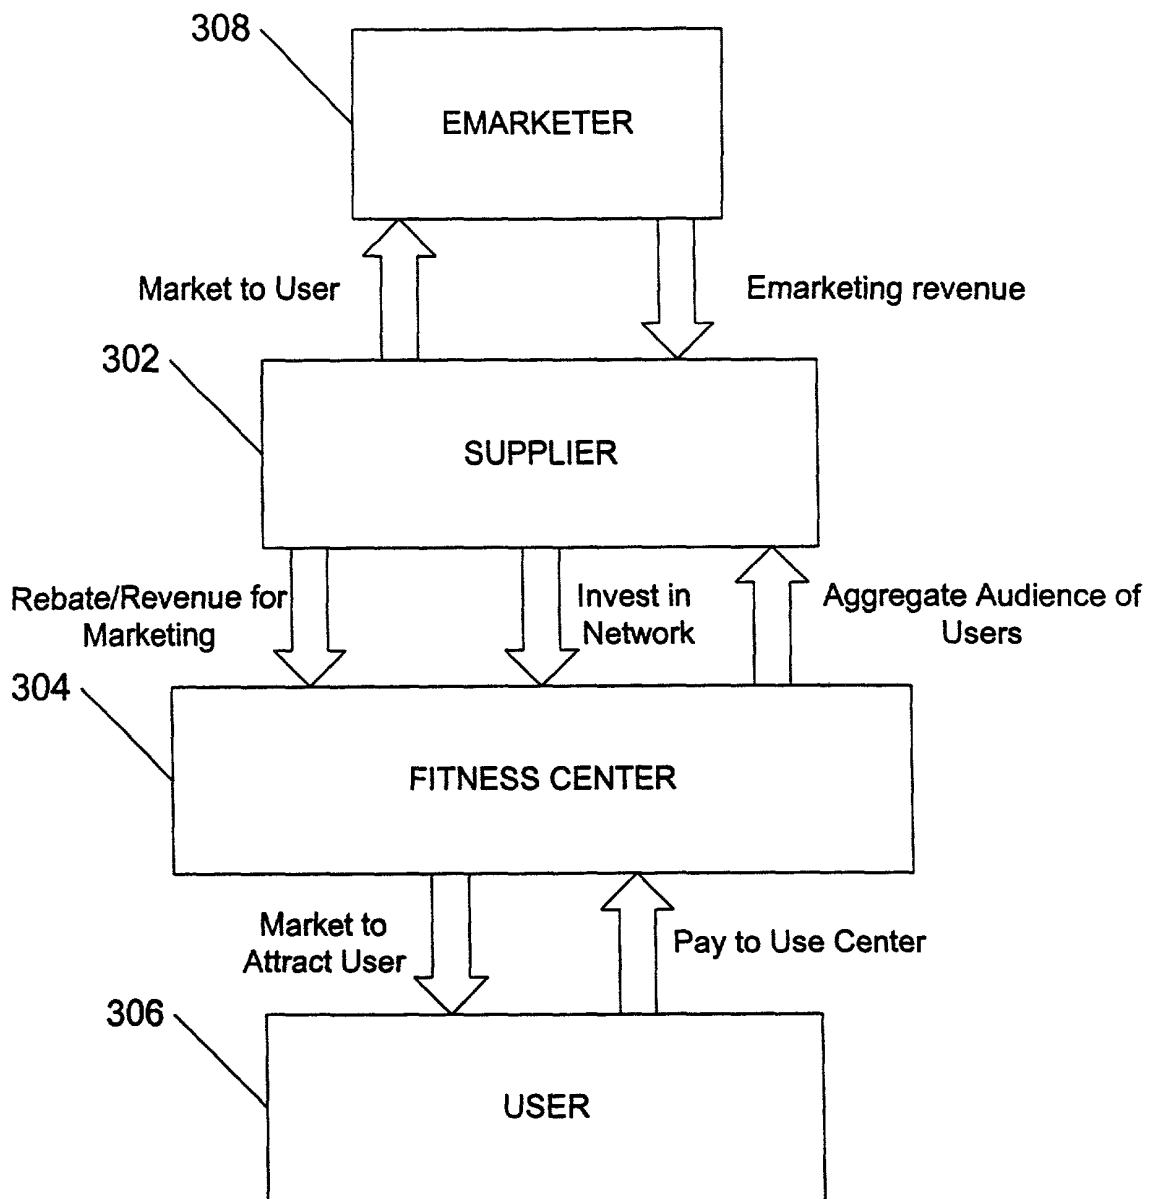 308
EMARKETER
Market to User
Emarketing revenue
302
SUPPLIER
Rebate/Revenue for
Marketing
Invest in
Network
Aggregate Audience of
Users
304
FITNESS CENTER
Market to
Attract User
Pay to Use Center
306
USER